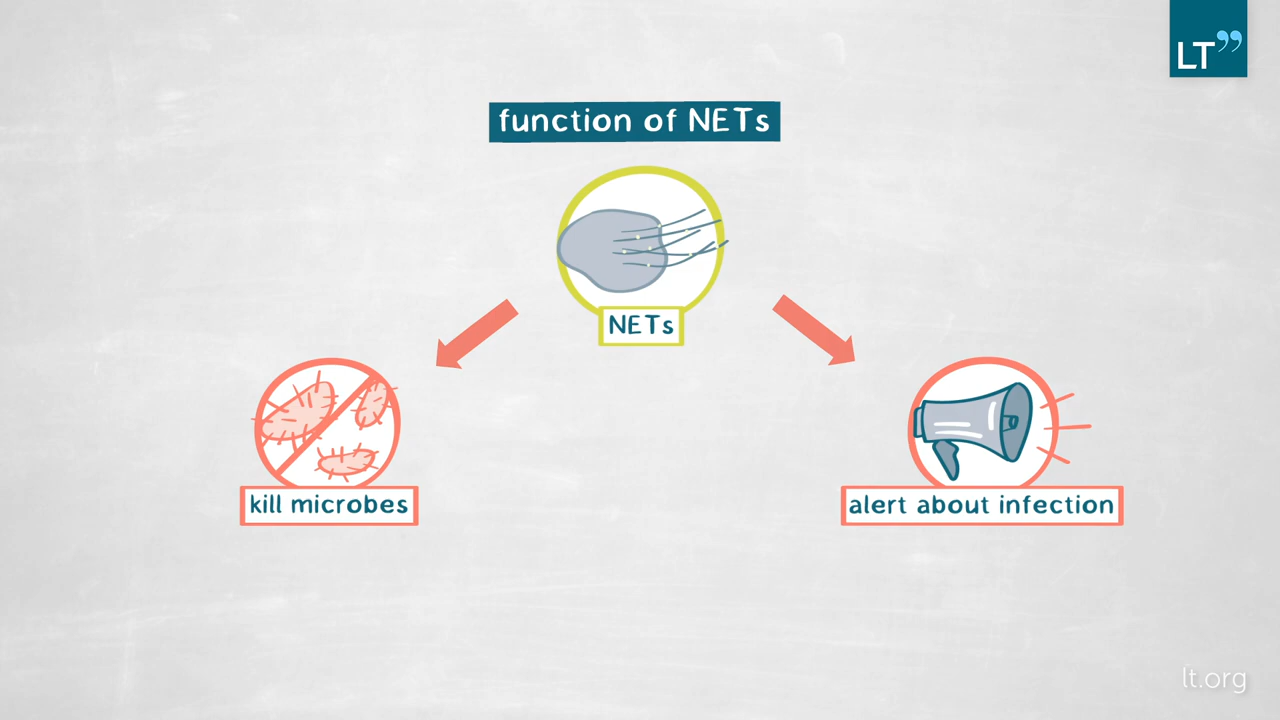 LT”
function of NETs
NETs
kill microbes
alert about infection
lt.org